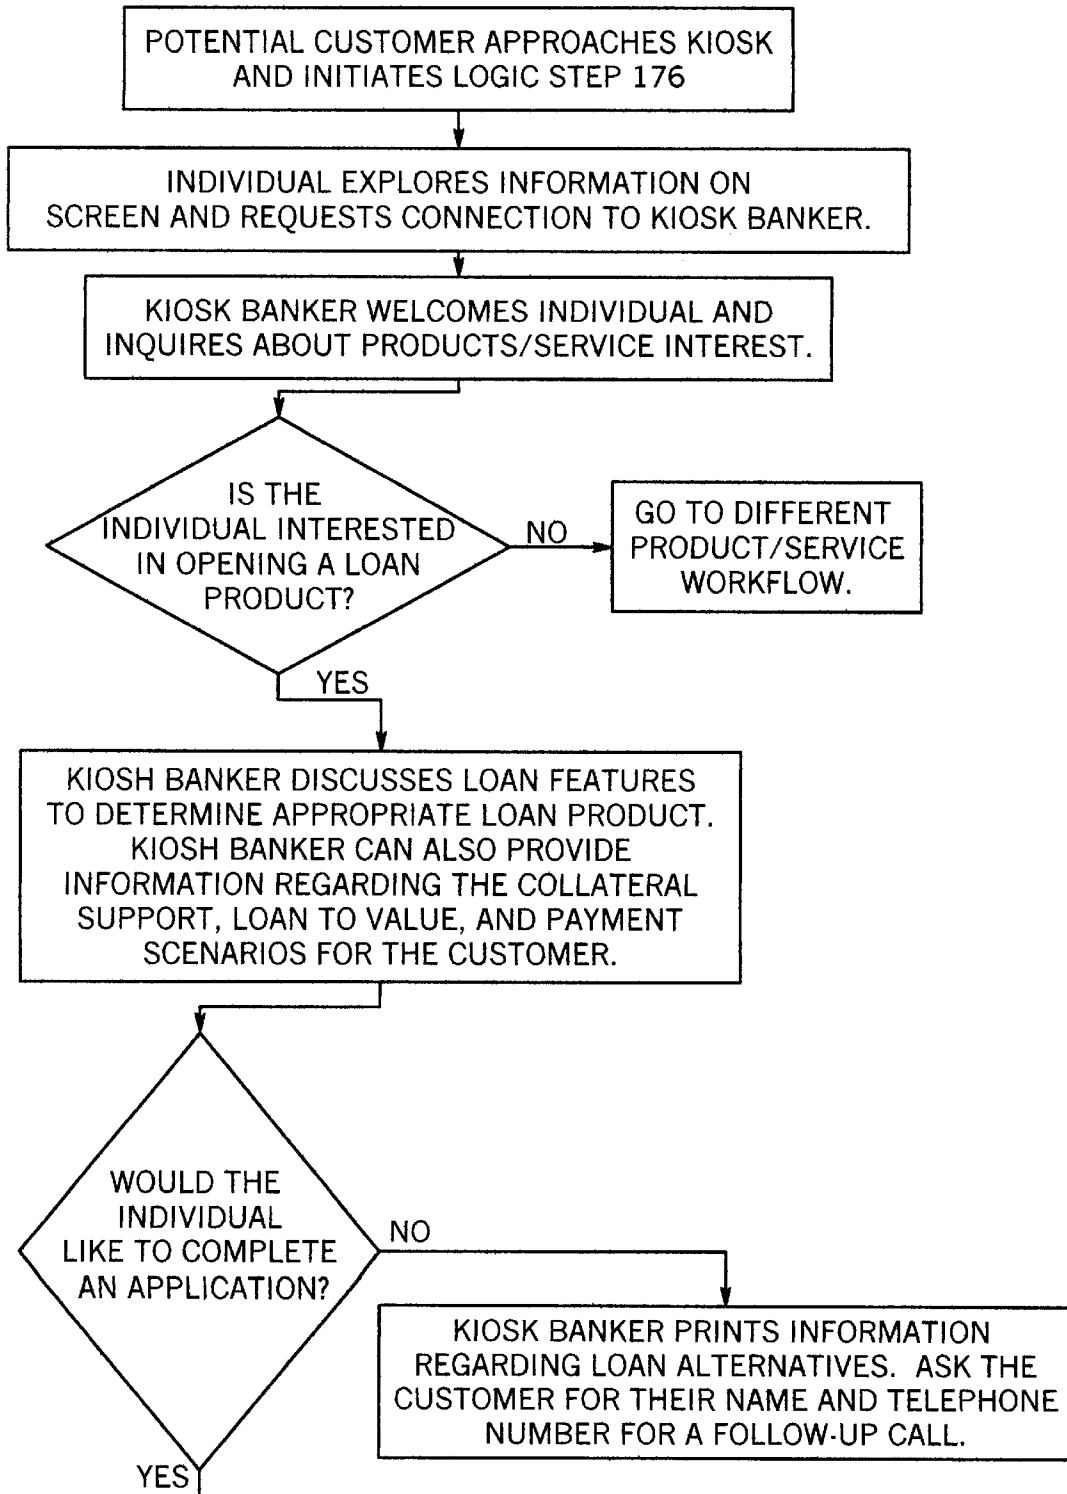 POTENTIAL CUSTOMER APPROACHES KIOSK
AND INITIATES LOGIC STEP 176
INDIVIDUAL EXPLORES INFORMATION ON
SCREEN AND REQUESTS CONNECTION TO KIOSK BANKER.
KIOSK BANKER WELCOMES INDIVIDUAL AND
INQUIRES ABOUT PRODUCTS/SERVICE INTEREST.
IS THE
INDIVIDUAL INTERESTED
IN OPENING A LOAN
PRODUCT?
NO
GO TO DIFFERENT
PRODUCT/SERVICE
WORKFLOW.
YES
KIOSH BANKER DISCUSSES LOAN FEATURES
TO DETERMINE APPROPRIATE LOAN PRODUCT.
KIOSH BANKER CAN ALSO PROVIDE
INFORMATION REGARDING THE COLLATERAL
SUPPORT, LOAN TO VALUE, AND PAYMENT
SCENARIOS FOR THE CUSTOMER.
WOULD THE
INDIVIDUAL
LIKE TO COMPLETE
AN APPLICATION?
NO
KIOSK BANKER PRINTS INFORMATION
REGARDING LOAN ALTERNATIVES. ASK THE
CUSTOMER FOR THEIR NAME AND TELEPHONE
NUMBER FOR A FOLLOW-UP CALL.
YES